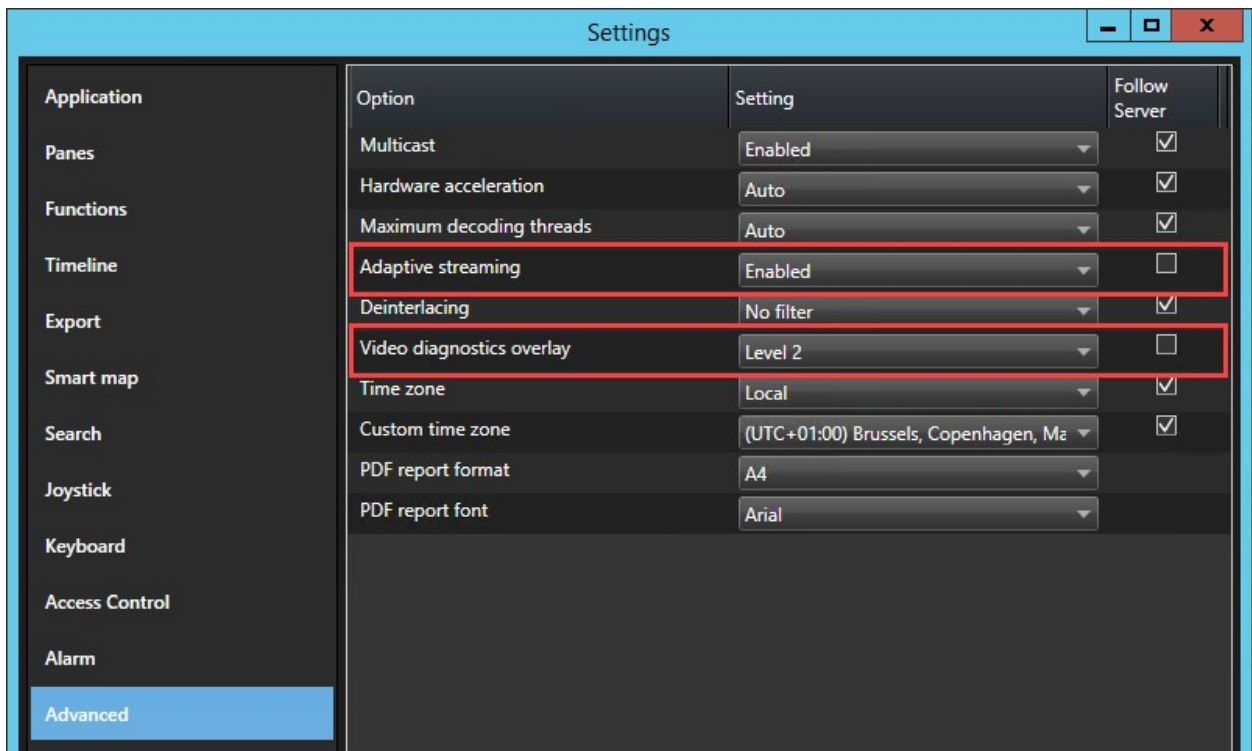 Settings
Application
Panes
Functions
Timeline
Export
Smart map
Search
Joystick
Keyboard
Access Control
Alarm
Advanced
Option Setting Follow Server
Multicast Enabled
Hardware acceleration Auto
Maximum decoding threads Auto
Adaptive streaming Enabled
Deinterlacing No filter
Video diagnostics overlay Level 2
Time zone Local
Custom time zone (UTC+01:00) Brussels, Copenhagen, Ma
PDF report format A4
PDF report font Arial